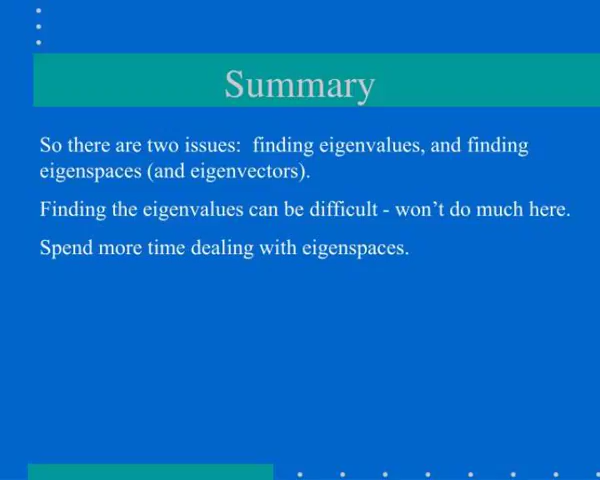 Summary
So there are two issues:  finding eigenvalues, and finding
eigenspaces (and eigenvectors).
Finding the eigenvalues can be difficult - won’t do much here.
Spend more time dealing with eigenspaces.